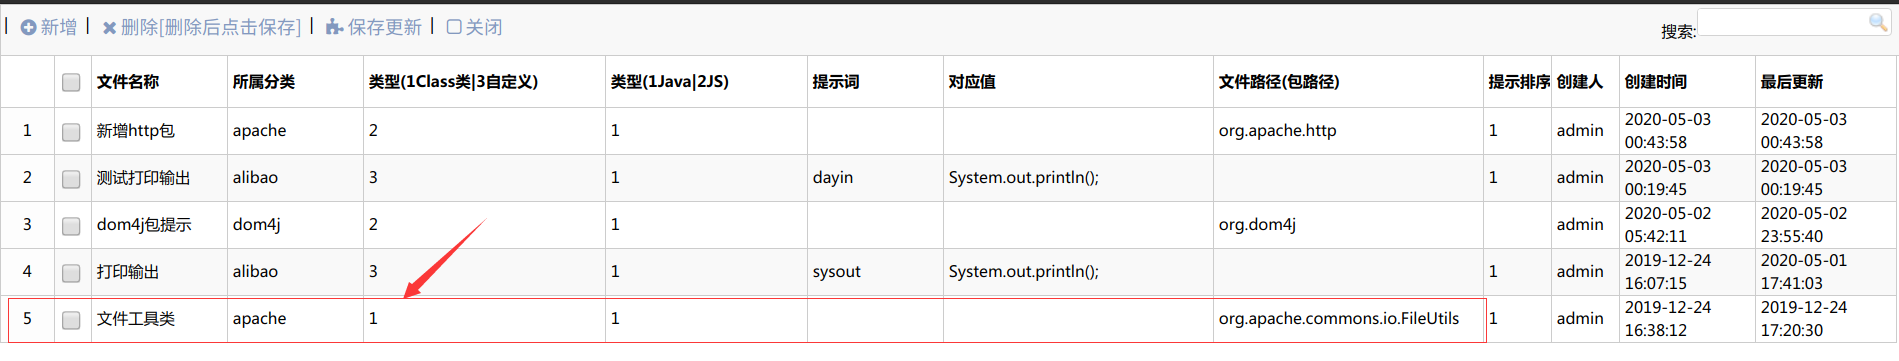 新增 | 删除[删除后点击保存] | 保存更新 | 关闭 搜索:
文件名称 所属分类 类型(1Class类|3自定义) 类型(1Java|2JS) 提示词 对应值 文件路径(包路径) 提示排序 创建人 创建时间 最后更新
1 新增http包 apache 2 1 org.apache.http 1 admin 2020-05-03 00:43:58 2020-05-03 00:43:58
2 测试打印输出 alibao 3 1 dayin System.out.println(); 1 admin 2020-05-03 00:19:45 2020-05-03 00:19:45
3 dom4j包提示 dom4j 2 1 org.dom4j admin 2020-05-02 05:42:11 2020-05-02 23:55:40
4 打印输出 alibao 3 1 sysout System.out.println(); 1 admin 2019-12-24 16:07:15 2020-05-01 17:41:03
5 文件工具类 apache 1 1 org.apache.commons.io.FileUtils 1 admin 2019-12-24 16:38:12 2019-12-24 17:20:30